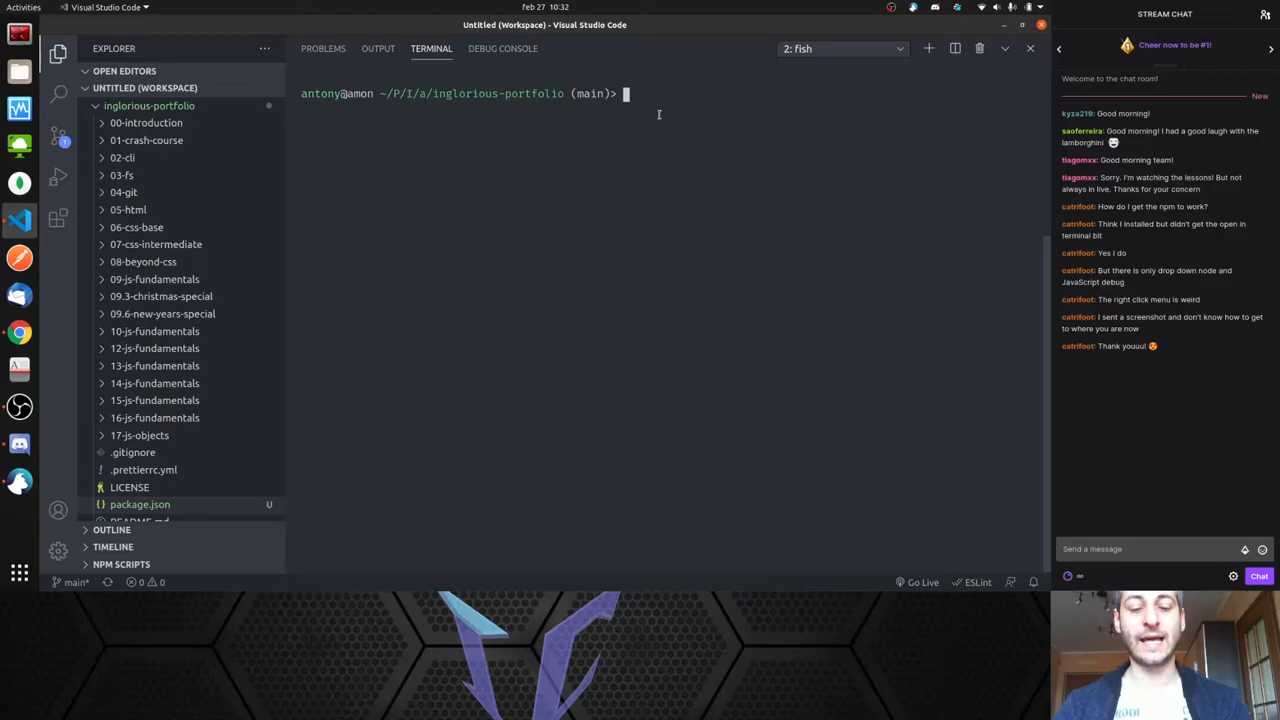 Activities
Visual Studio Code
feb 27 10:32
Untitled (Workspace) - Visual Studio Code
EXPLORER
OPEN EDITORS
UNTITLED (WORKSPACE)
inglorious-portfolio
00-introduction
01-crash-course
02-cli
03-fs
04-git
05-html
06-css-base
07-css-intermediate
08-beyond-css
09-js-fundamentals
09.3-christmas-special
09.6-new-years-special
10-js-fundamentals
12-js-fundamentals
13-js-fundamentals
14-js-fundamentals
15-js-fundamentals
16-js-fundamentals
17-js-objects
.gitignore
.prettierrc.yml
LICENSE
package.json U
README.md
OUTLINE
TIMELINE
NPM SCRIPTS
main* 0 0
PROBLEMS OUTPUT TERMINAL DEBUG CONSOLE
2: fish
antony@amon ~/P/I/a/inglorious-portfolio (main)>
Go Live ESLint
STREAM CHAT
Cheer now to be #1!
Welcome to the chat room!
New
kyza219: Good morning!
saoferreira: Good morning! I had a good laugh with the
lamborghini
tiagomxx: Good morning team!
tiagomxx: Sorry. I'm watching the lessons! But not
always in live. Thanks for your concern
catrifoot: How do I get the npm to work?
catrifoot: Think I installed but didn't get the open in
terminal bit
catrifoot: Yes I do
catrifoot: But there is only drop down node and
JavaScript debug
catrifoot: The right click menu is weird
catrifoot: I sent a screenshot and don't know how to get
to where you are now
catrifoot: Thank youuu!
Send a message
∞
Chat